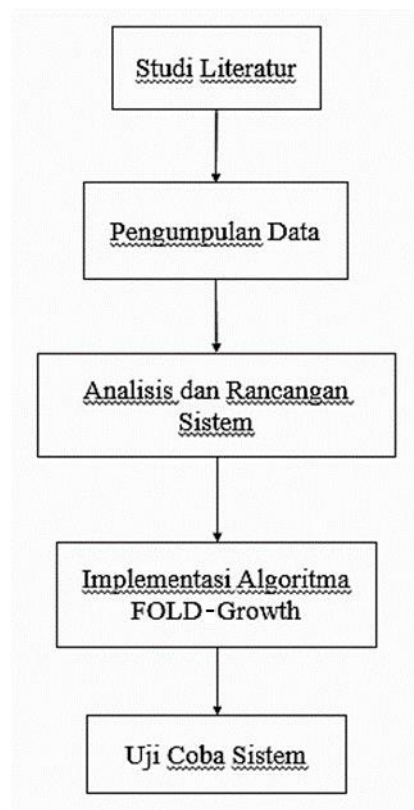 Studi Literatur
Pengumpulan Data
Analisis dan Rancangan
Sistem
Implementasi Algoritma
FOLD-Growth
Uji Coba Sistem